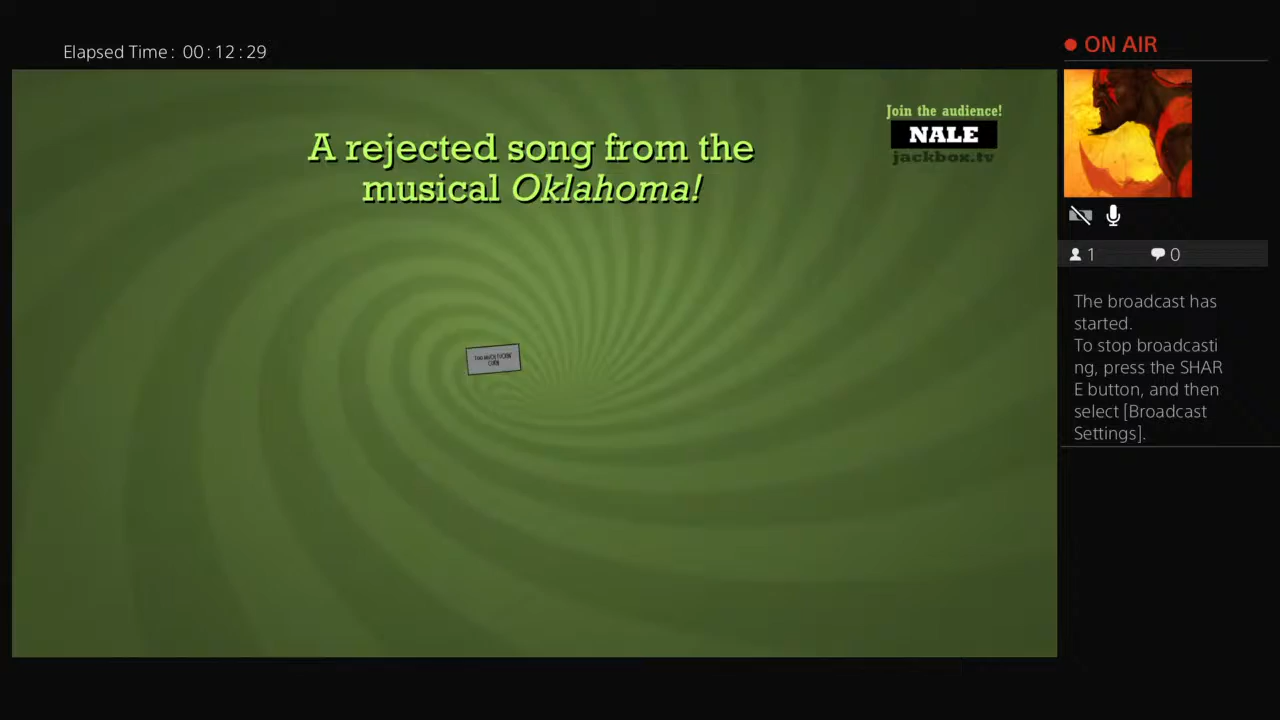 Elapsed Time: 00:12:29
ON AIR
A rejected song from the
musical Oklahoma!
Join the audience!
NALE
jackbox.tv
1
0
The broadcast has
started.
To stop broadcasti
ng, press the SHAR
E button, and then
select [Broadcast
Settings].